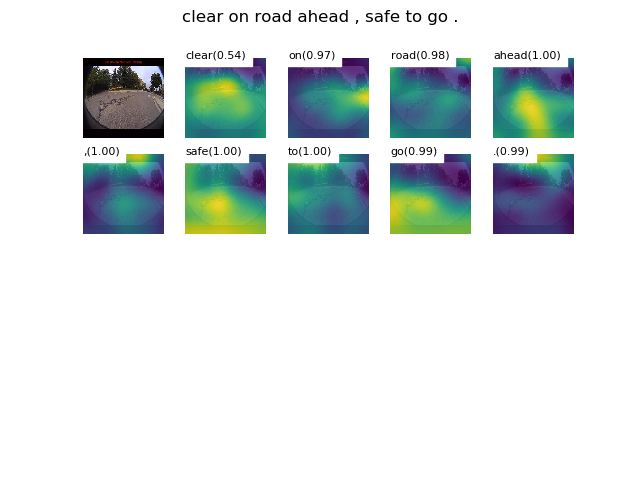 clear on road ahead , safe to go .
clear(0.54) on(0.97) road(0.98) ahead(1.00)
,(1.00) safe(1.00) to(1.00) go(0.99) .(0.99)